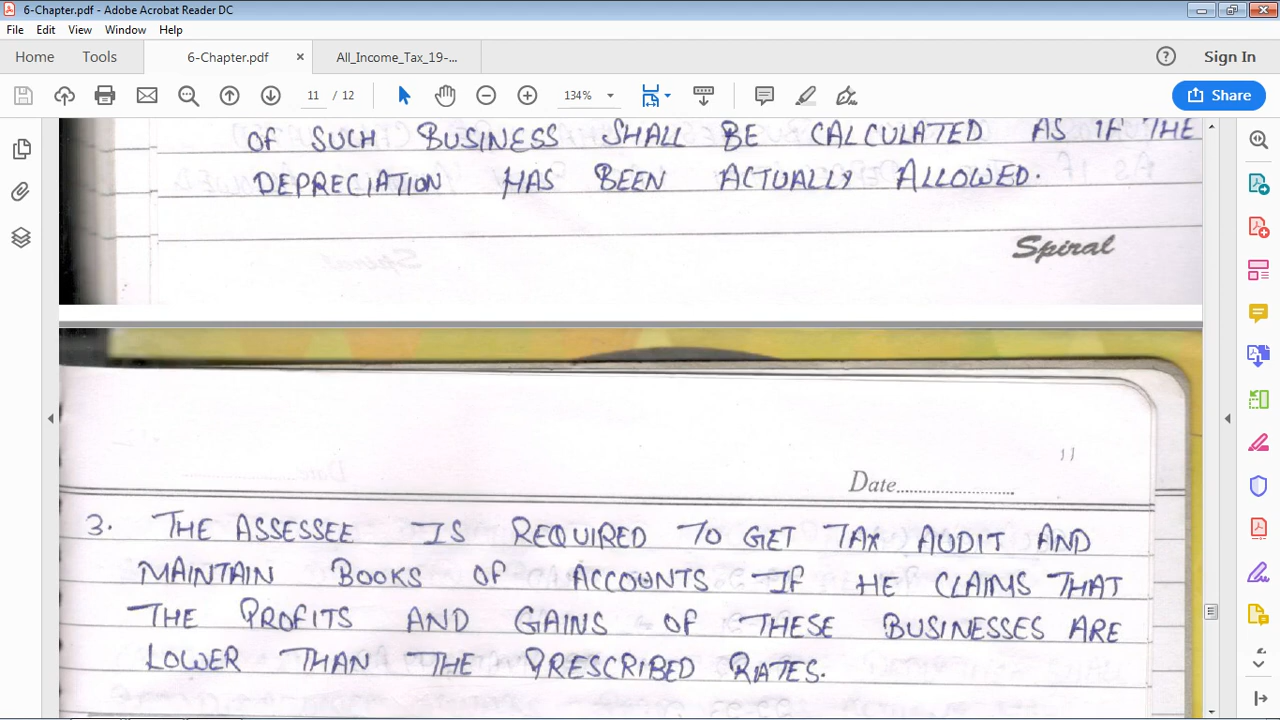 6-Chapter.pdf - Adobe Acrobat Reader DC
File Edit View Window Help
Home Tools 6-Chapter.pdf × All_Income_Tax_19-... ? Sign In
11 / 12 134% Share
OF SUCH BUSINESS SHALL BE CALCULATED AS IF THE
DEPRECIATION HAS BEEN ACTUALLY ALLOWED.
Spiral
11
Date....................
3. THE ASSESSEE IS REQUIRED TO GET TAX AUDIT AND
MAINTAIN BOOKS OF ACCOUNTS IF HE CLAIMS THAT
THE PROFITS AND GAINS OF THESE BUSINESSES ARE
LOWER THAN THE PRESCRIBED RATES.